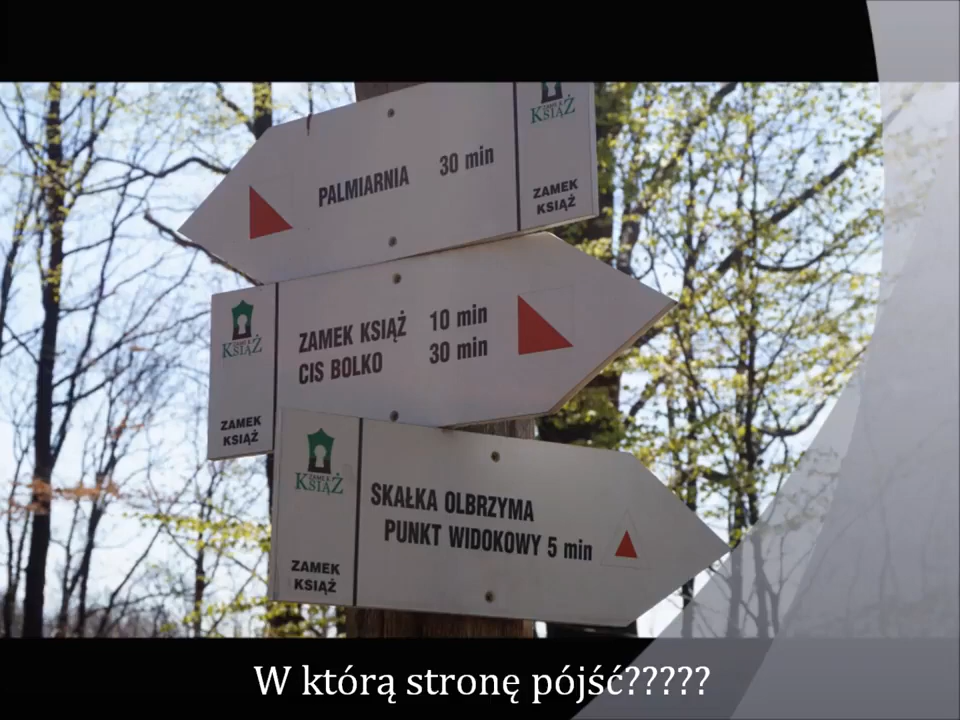 ZAMEK
KSIĄŻ
PALMIARNIA 30 min
ZAMEK
KSIĄŻ
ZAMEK
KSIĄŻ
ZAMEK KSIĄŻ 10 min
CIS BOLKO 30 min
ZAMEK
KSIĄŻ
ZAMEK
KSIĄŻ
SKAŁKA OLBRZYMA
PUNKT WIDOKOWY 5 min
ZAMEK
KSIĄŻ
W którą stronę pójść?????